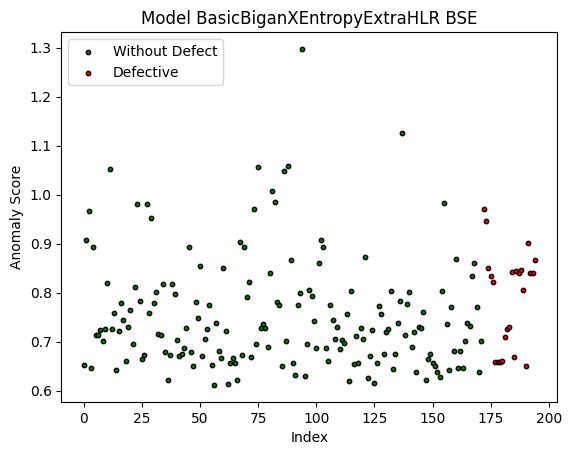 Model BasicBiganXEntropyExtraHLR BSE
Without Defect
Defective
1.3
1.2
1.1
1.0
0.9
0.8
0.7
0.6
Anomaly Score
0 25 50 75 100 125 150 175 200
Index